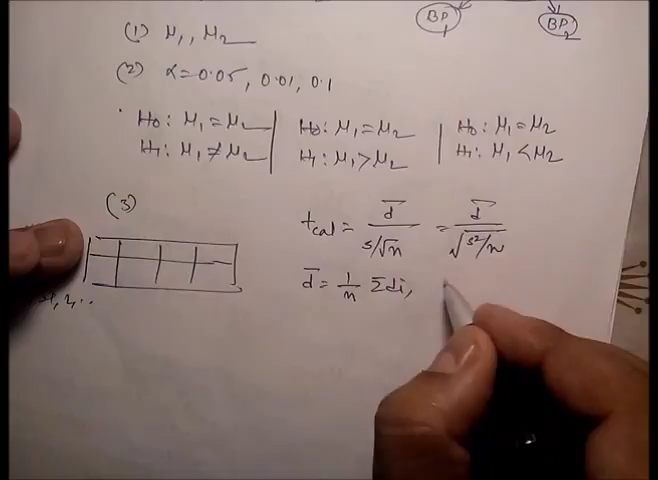 BP1 BP2
(1) μ1, μ2
(2) α = 0.05, 0.01, 0.1
H0: μ1 = μ2 | H0: μ1 = μ2 | H0: μ1 = μ2
H1: μ1 ≠ μ2 | H1: μ1 > μ2 | H1: μ1 < μ2
(3)
tcal = d̄ / (s/√n) = d̄ / √(s²/n)
d̄ = 1/n Σdi,